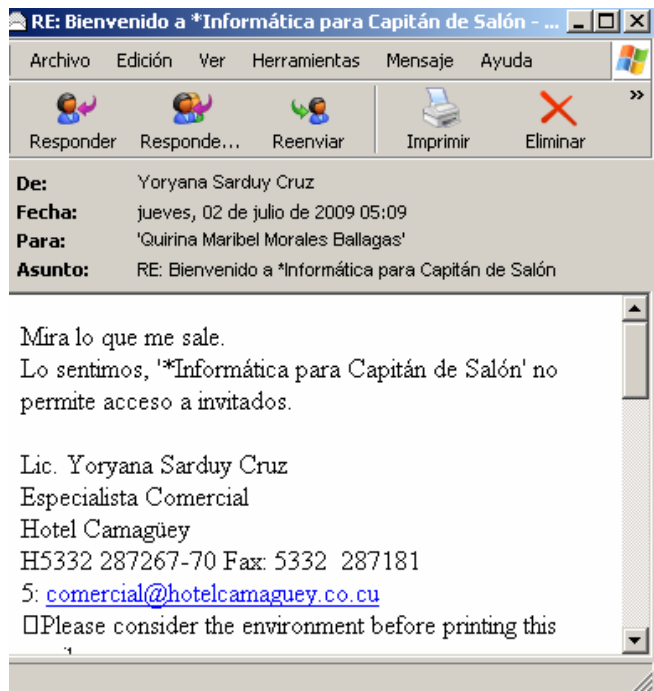 RE: Bienvenido a *Informática para Capitán de Salón - ...
Archivo Edición Ver Herramientas Mensaje Ayuda
Responder Responde... Reenviar Imprimir Eliminar
De: Yoryana Sarduy Cruz
Fecha: jueves, 02 de julio de 2009 05:09
Para: 'Quirina Maribel Morales Ballagas'
Asunto: RE: Bienvenido a *Informática para Capitán de Salón
Mira lo que me sale.
Lo sentimos, '*Informática para Capitán de Salón' no
permite acceso a invitados.
Lic. Yoryana Sarduy Cruz
Especialista Comercial
Hotel Camagüey
H5332 287267-70 Fax: 5332 287181
5: comercial@hotelcamaguey.co.cu
Please consider the environment before printing this